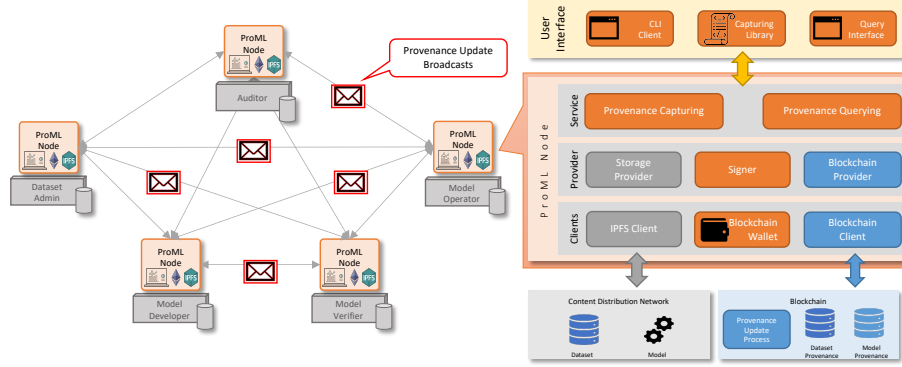 ProML
Node
IPFS
Auditor
Provenance Update
Broadcasts
ProML
Node
IPFS
Dataset
Admin
ProML
Node
IPFS
Model
Operator
ProML
Node
IPFS
Model
Developer
ProML
Node
IPFS
Model
Verifier
User
Interface
CLI
Client
Capturing
Library
Query
Interface
ProML Node
Service
Provenance Capturing
Provenance Querying
Provider
Storage
Provider
Signer
Blockchain
Provider
Clients
IPFS Client
Blockchain
Wallet
Blockchain
Client
Content Distribution Network
Dataset
Model
Blockchain
Provenance
Update
Process
Dataset
Provenance
Model
Provenance